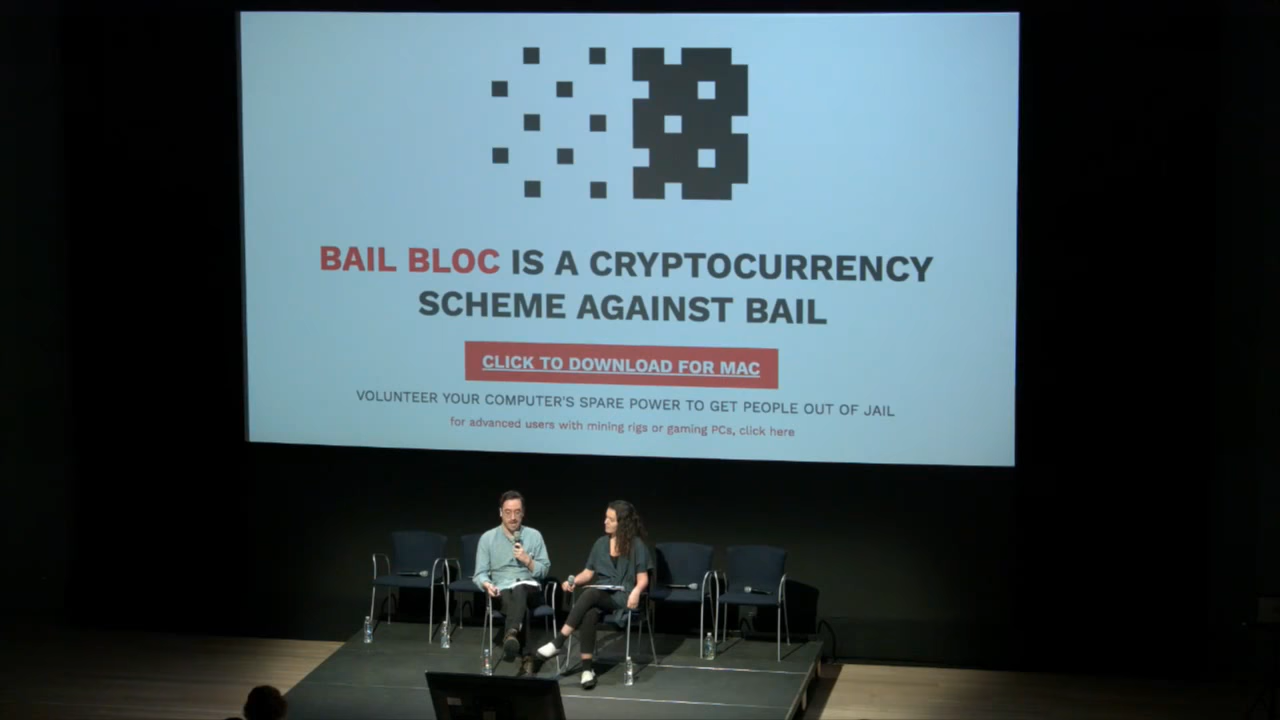 BAIL BLOC IS A CRYPTOCURRENCY
SCHEME AGAINST BAIL
CLICK TO DOWNLOAD FOR MAC
VOLUNTEER YOUR COMPUTER'S SPARE POWER TO GET PEOPLE OUT OF JAIL
for advanced users with mining rigs or gaming PCs, click here